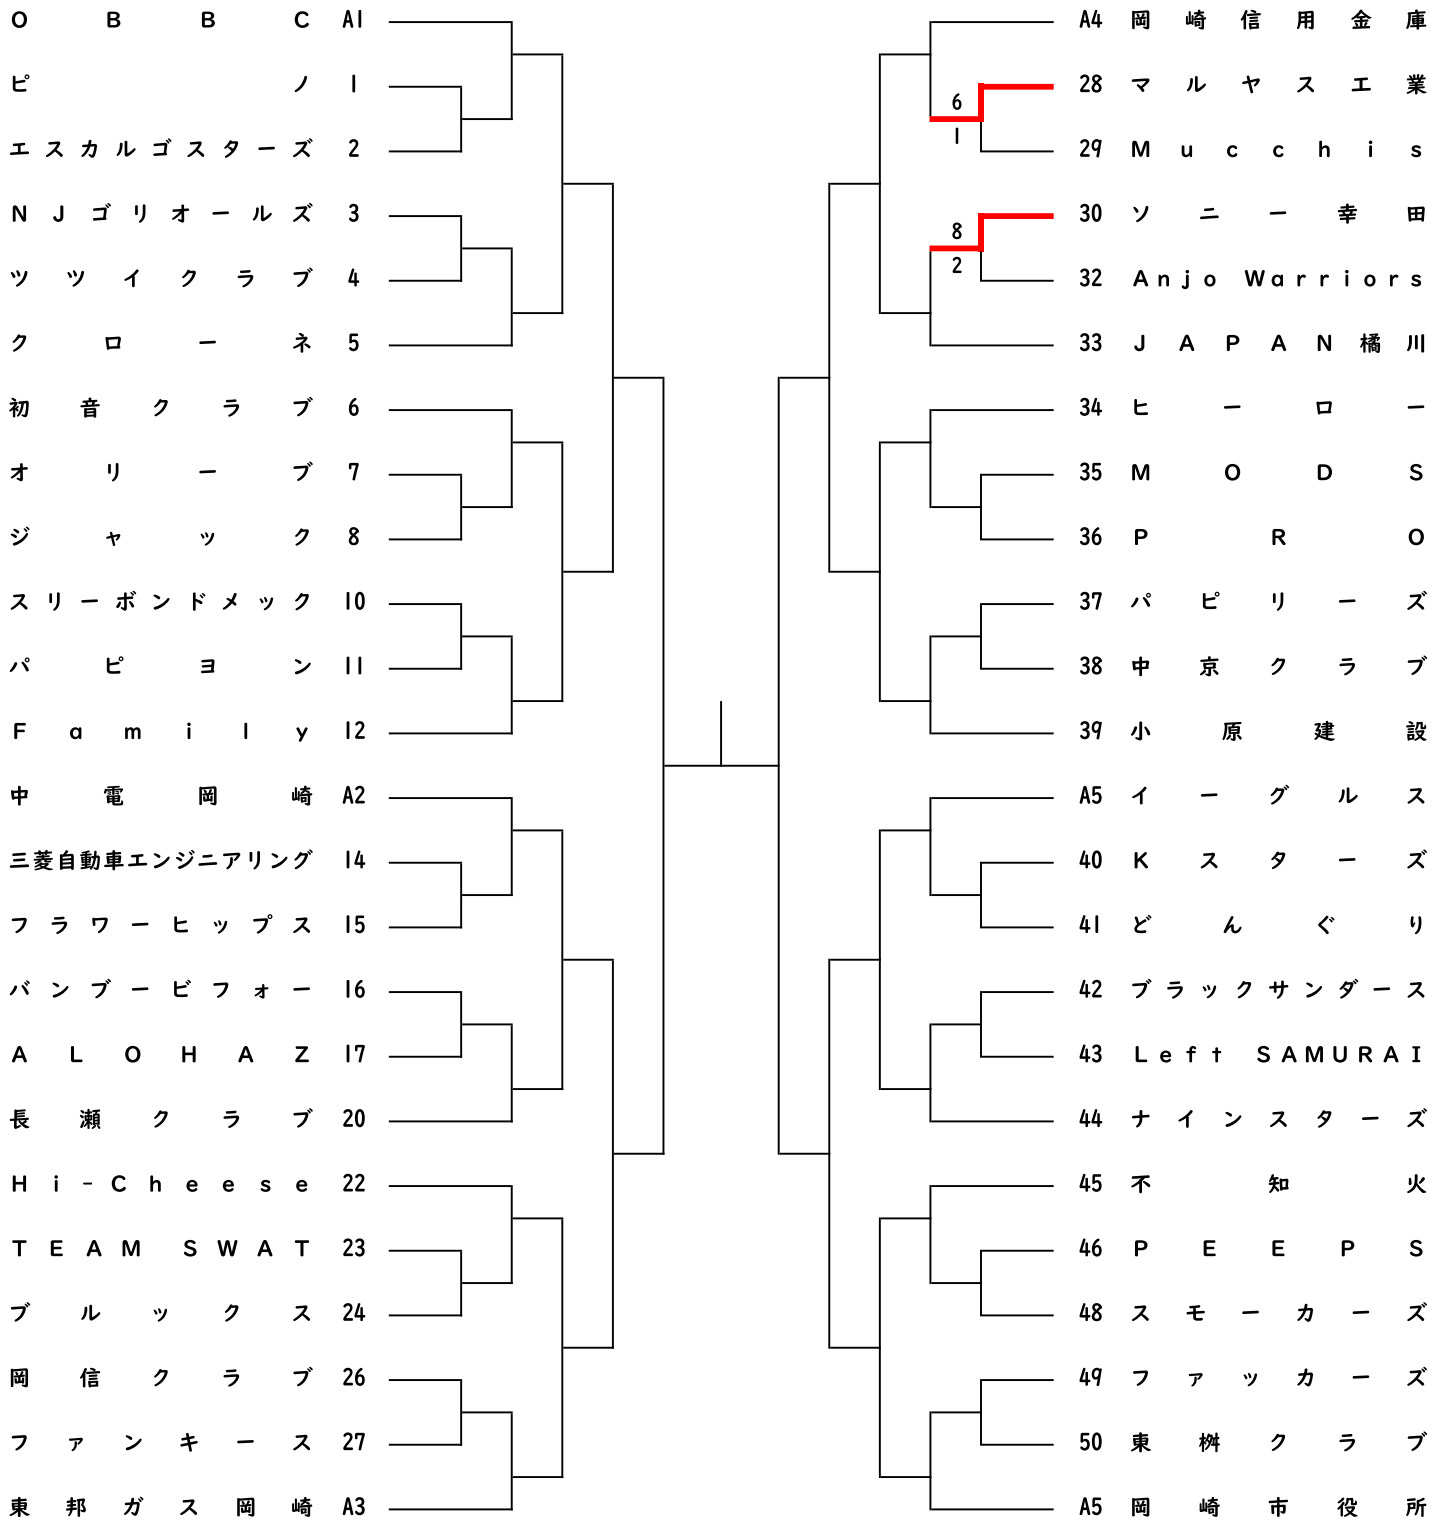 OBBC A1
ピノ 1
エスカルゴスターズ 2
NJゴリオールズ 3
ツツイクラブ 4
クローネ 5
初音クラブ 6
オリーブ 7
ジャック 8
スリーボンドメック 10
パピヨン 11
Family 12
中電岡崎 A2
三菱自動車エンジニアリング 14
フラワーヒップス 15
バンブービフォー 16
ALOHAZ 17
長瀬クラブ 20
Hi-Cheese 22
TEAM SWAT 23
ブルックス 24
岡信クラブ 26
ファンキース 27
東邦ガス岡崎 A3
A4 岡崎信用金庫
28 マルヤス工業
6
1
29 Mucchis
30 ソニー幸田
8
2
32 Anjo Warriors
33 JAPAN橘川
34 ヒーロー
35 MODS
36 PRO
37 パピリーズ
38 中京クラブ
39 小原建設
A5 イーグルス
40 Kスターズ
41 どんぐり
42 ブラックサンダース
43 Left SAMURAI
44 ナインスターズ
45 不知火
46 PEEPS
48 スモーカーズ
49 ファッカーズ
50 東桝クラブ
A5 岡崎市役所